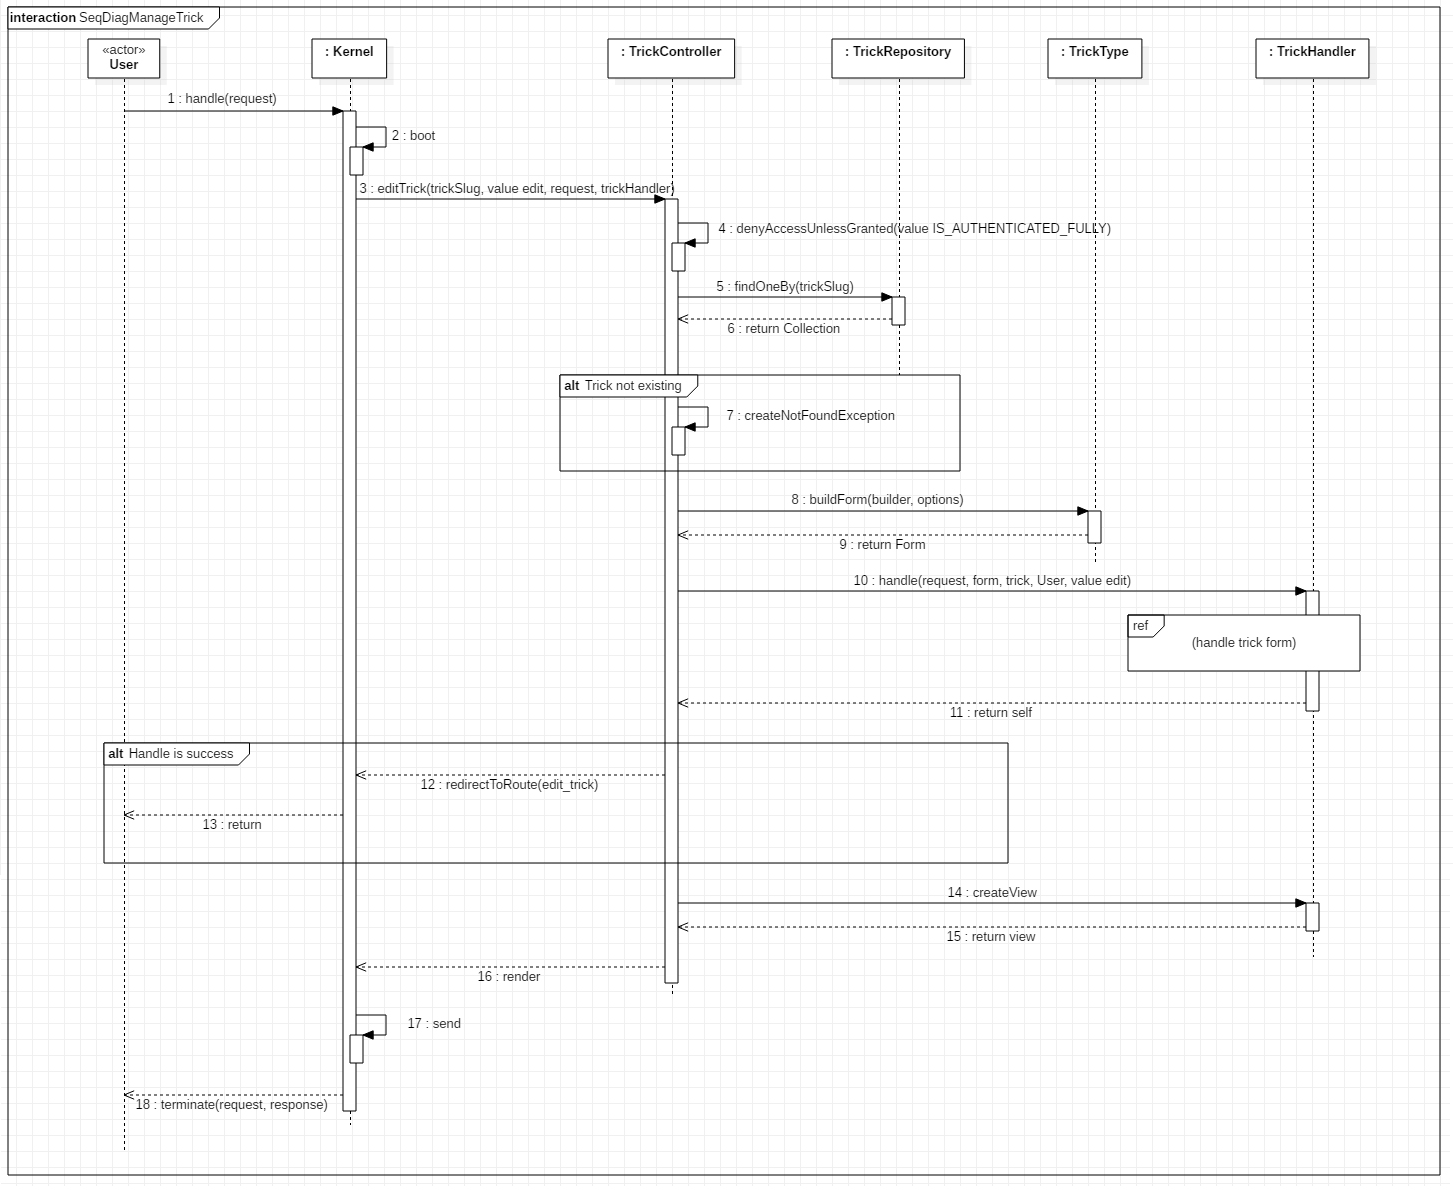 interaction SeqDiagManageTrick
«actor»
User
: Kernel
: TrickController
: TrickRepository
: TrickType
: TrickHandler
1 : handle(request)
2 : boot
3 : editTrick(trickSlug, value edit, request, trickHandler)
4 : denyAccessUnlessGranted(value IS_AUTHENTICATED_FULLY)
5 : findOneBy(trickSlug)
6 : return Collection
alt Trick not existing
7 : createNotFoundException
8 : buildForm(builder, options)
9 : return Form
10 : handle(request, form, trick, User, value edit)
ref
(handle trick form)
11 : return self
alt Handle is success
12 : redirectToRoute(edit_trick)
13 : return
14 : createView
15 : return view
16 : render
17 : send
18 : terminate(request, response)